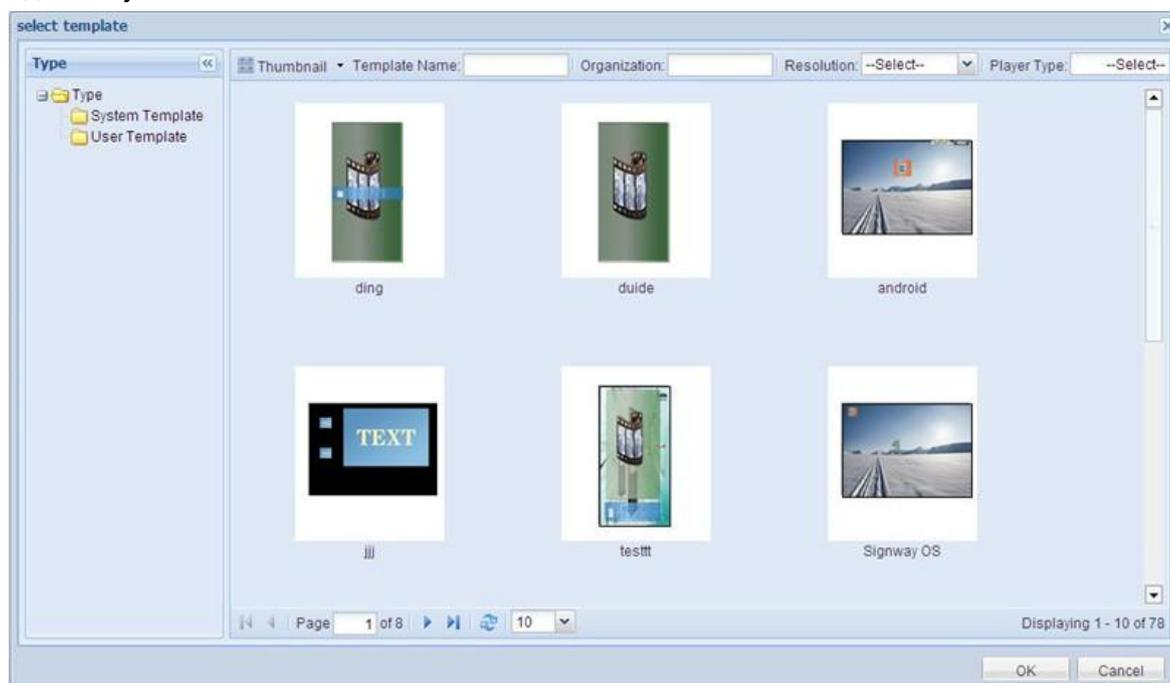 select template
Type
Type
System Template
User Template
Thumbnail Template Name: Organization: Resolution: --Select-- Player Type: --Select--
ding duide android
TEXT
jjj testtt Signway OS
Page 1 of 8 10 Displaying 1 - 10 of 78
OK Cancel